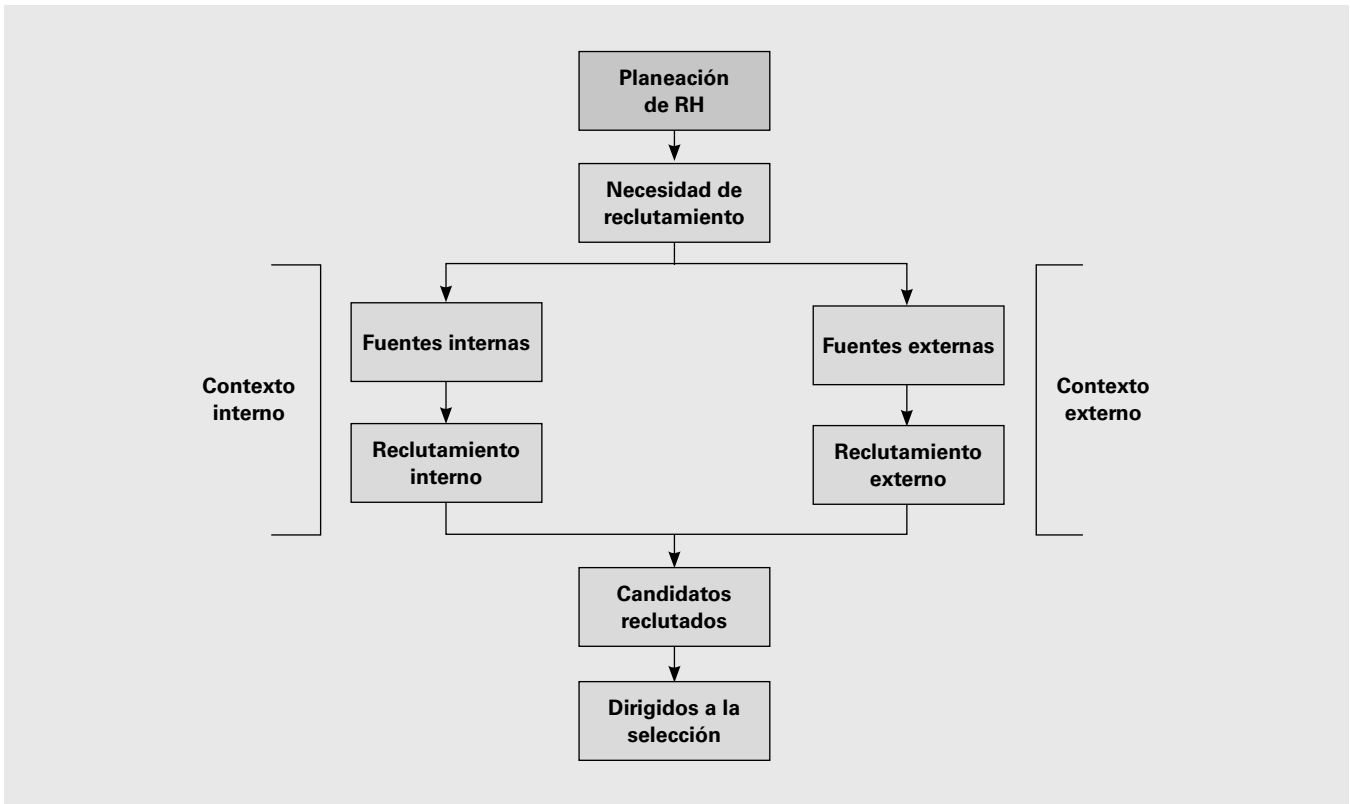 Planeación
de RH
Necesidad de
reclutamiento
Fuentes internas
Fuentes externas
Contexto
interno
Contexto
externo
Reclutamiento
interno
Reclutamiento
externo
Candidatos
reclutados
Dirigidos a la
selección